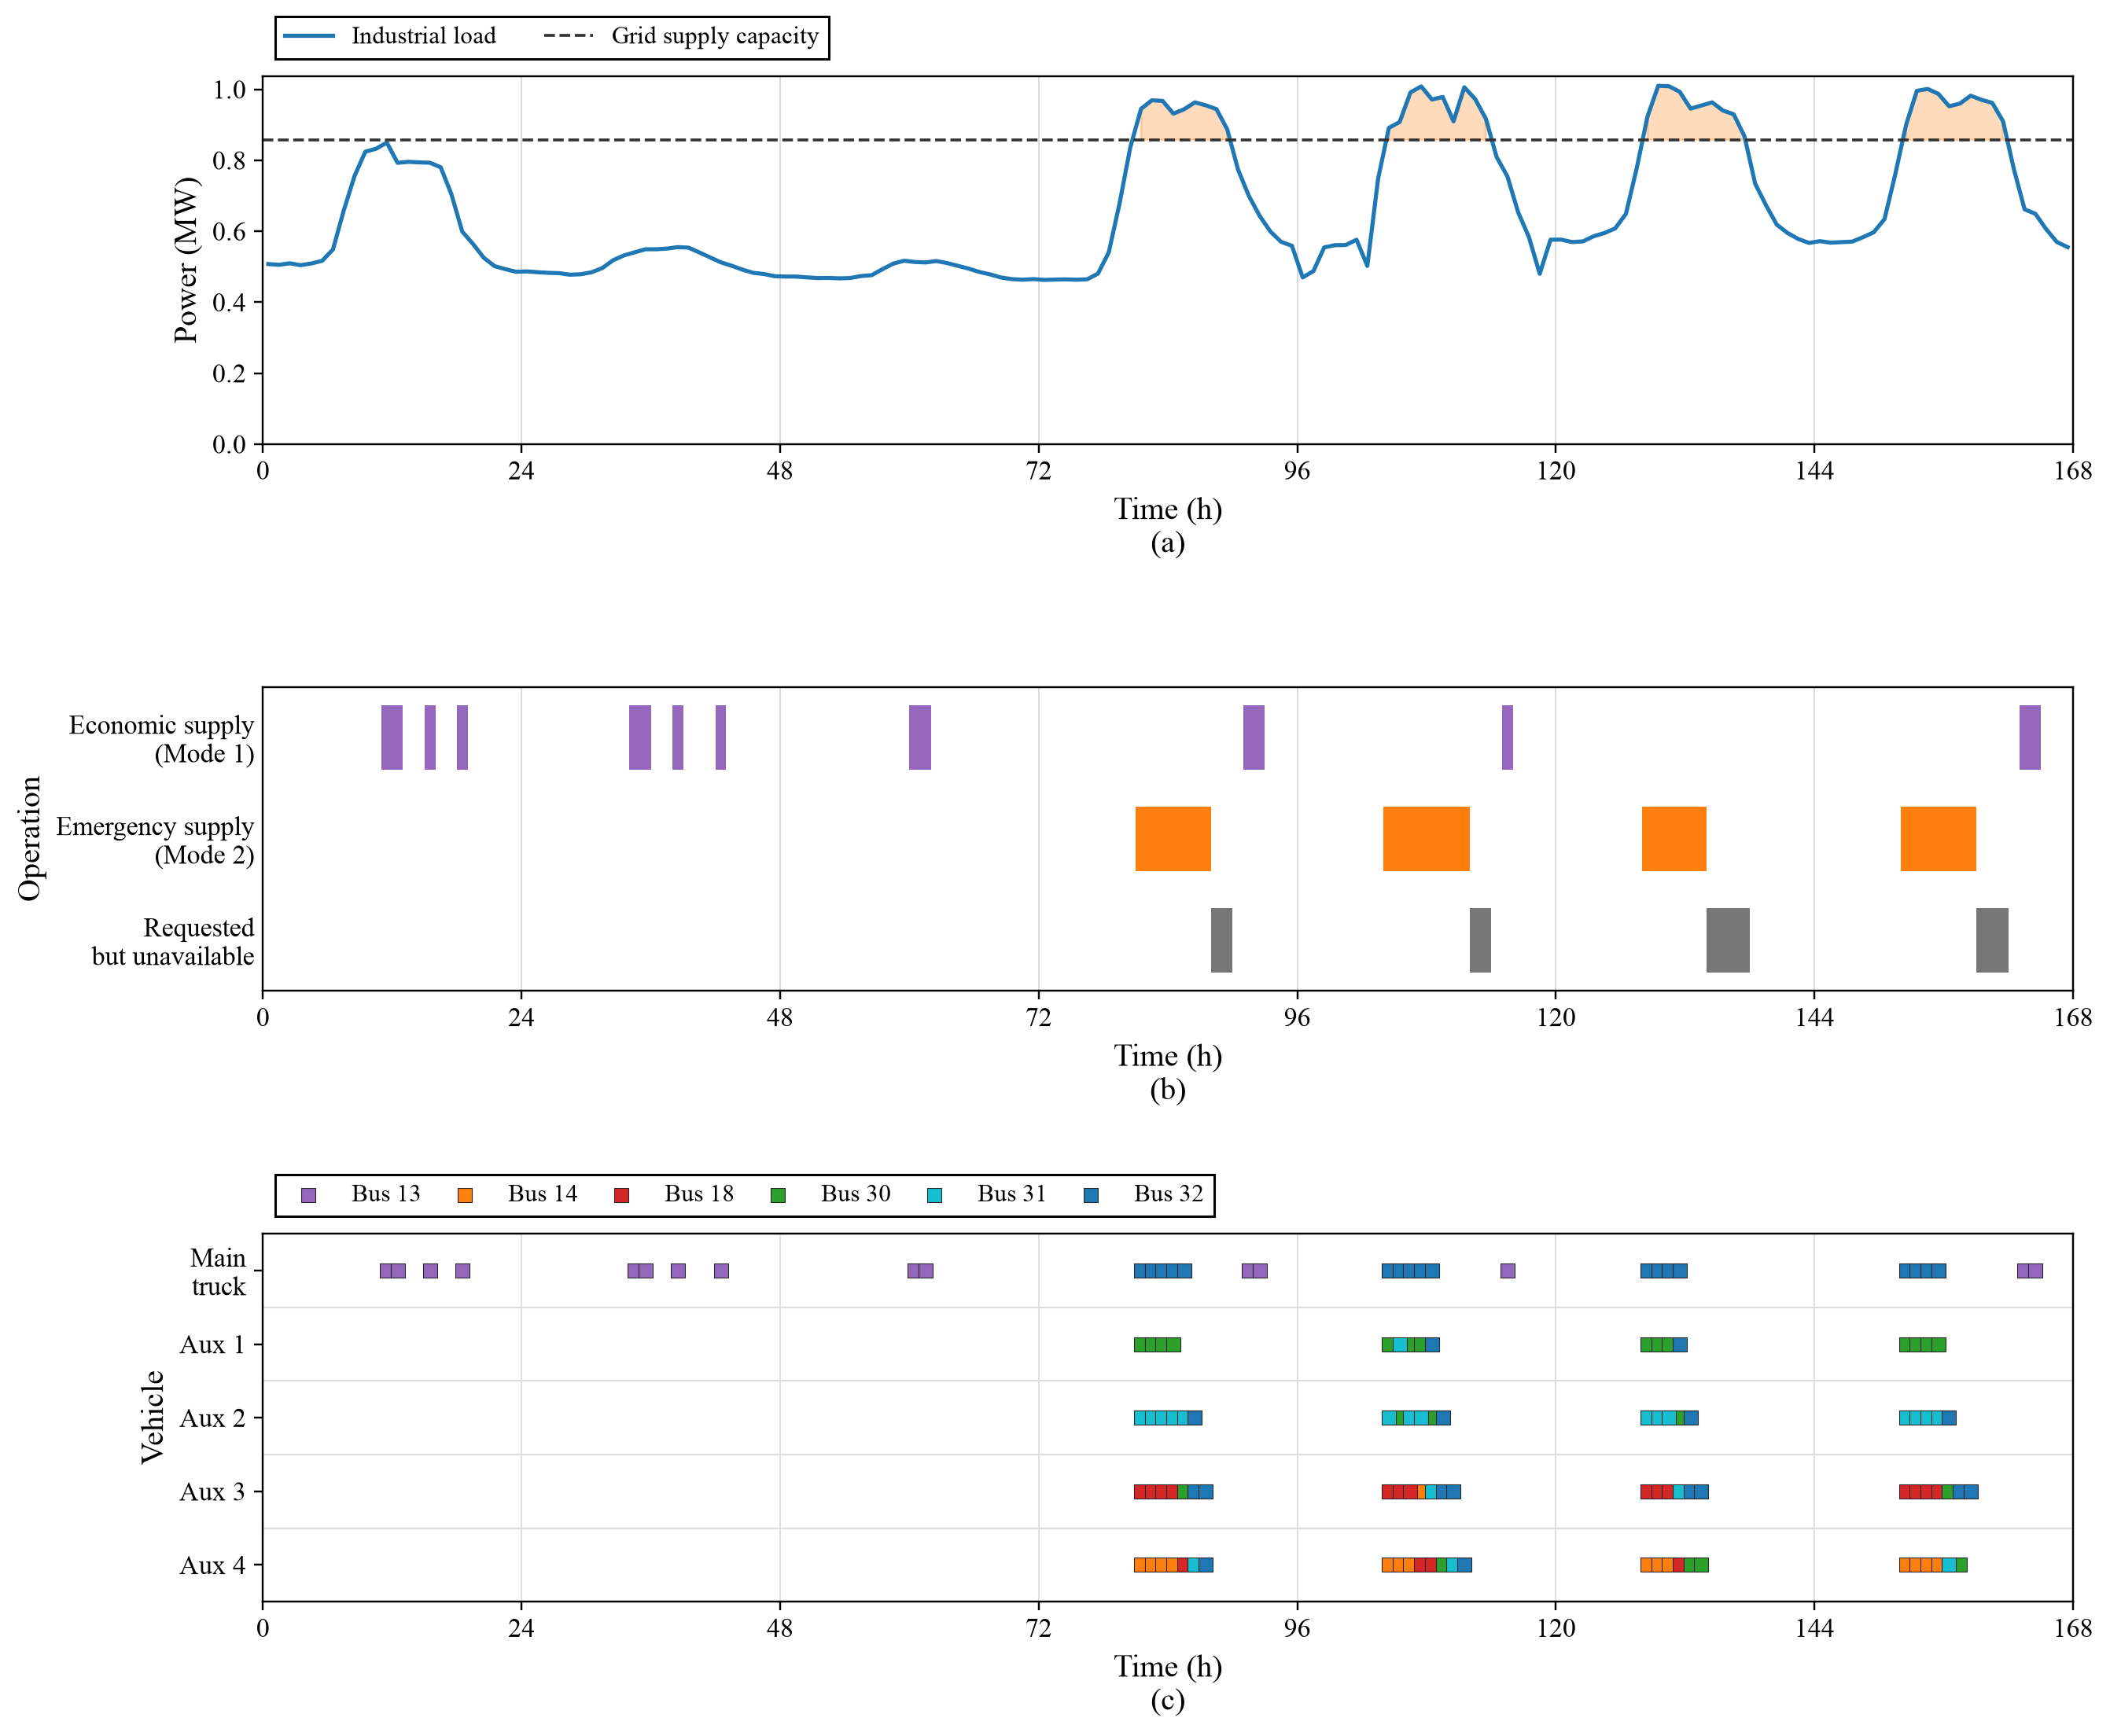 Industrial load Grid supply capacity
1.0
0.8
0.6
0.4
0.2
0.0
Power (MW)
0 24 48 72 96 120 144 168
Time (h)
(a)
Operation
Economic supply
(Mode 1)
Emergency supply
(Mode 2)
Requested
but unavailable
0 24 48 72 96 120 144 168
Time (h)
(b)
Bus 13 Bus 14 Bus 18 Bus 30 Bus 31 Bus 32
Vehicle
Main
truck
Aux 1
Aux 2
Aux 3
Aux 4
0 24 48 72 96 120 144 168
Time (h)
(c)